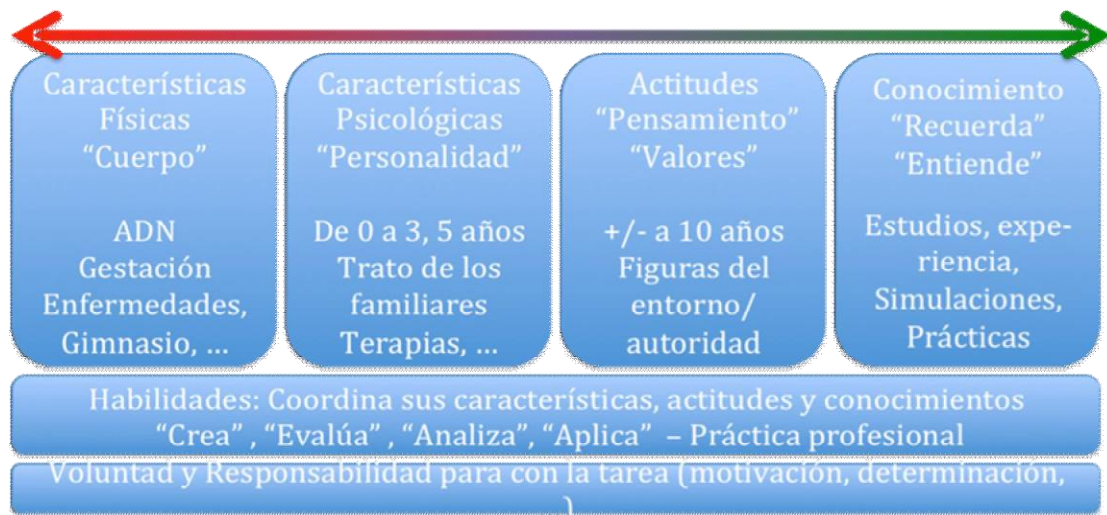 Características
Físicas
“Cuerpo”
ADN
Gestación
Enfermedades,
Gimnasio, ...
Características
Psicológicas
“Personalidad”
De 0 a 3, 5 años
Trato de los
familiares
Terapias, ...
Actitudes
“Pensamiento”
“Valores”
+/- a 10 años
Figuras del
entorno/
autoridad
Conocimiento
“Recuerda”
“Entiende”
Estudios, expe-
riencia,
Simulaciones,
Prácticas
Habilidades: Coordina sus características, actitudes y conocimientos
“Crea” , “Evalúa” , “Analiza”, “Aplica” – Práctica profesional
Voluntad y Responsabilidad para con la tarea (motivación, determinación,
)